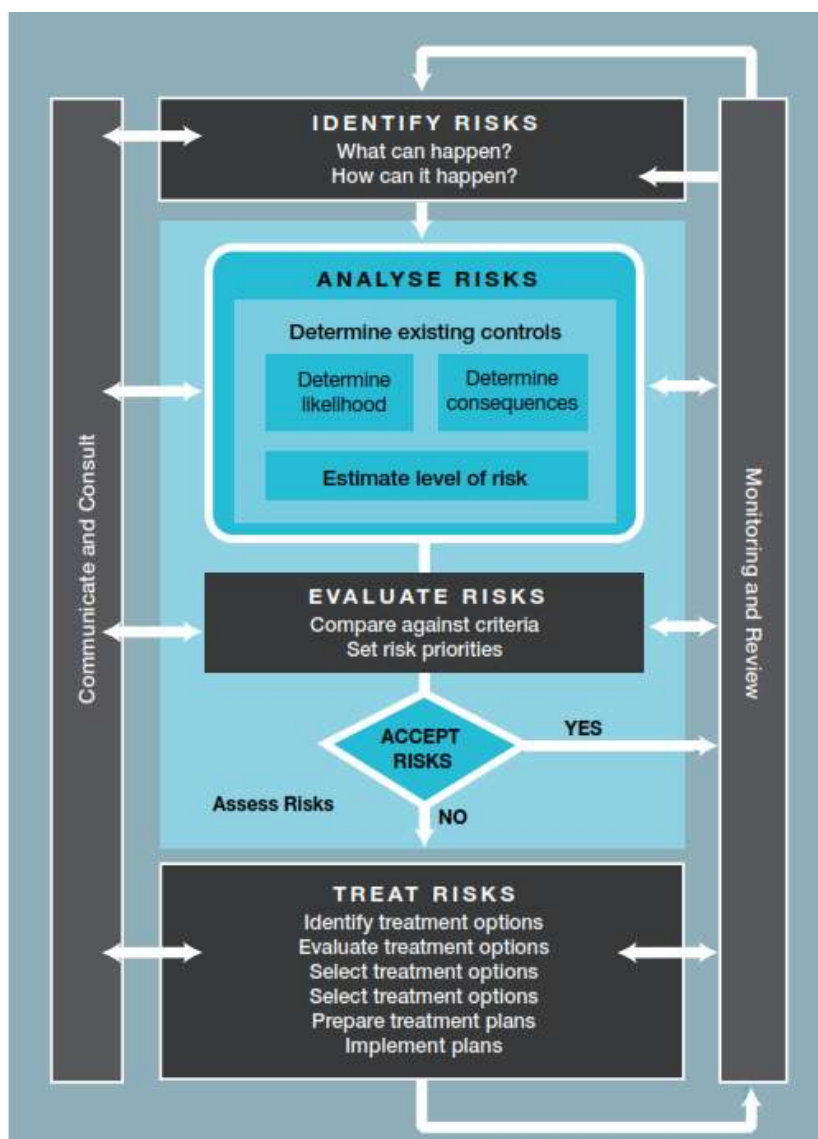 IDENTIFY RISKS
What can happen?
How can it happen?
ANALYSE RISKS
Determine existing controls
Determine
likelihood
Determine
consequences
Estimate level of risk
Communicate and Consult
Monitoring and Review
EVALUATE RISKS
Compare against criteria
Set risk priorities
ACCEPT
RISKS
YES
Assess Risks
NO
TREAT RISKS
Identify treatment options
Evaluate treatment options
Select treatment options
Select treatment options
Prepare treatment plans
Implement plans